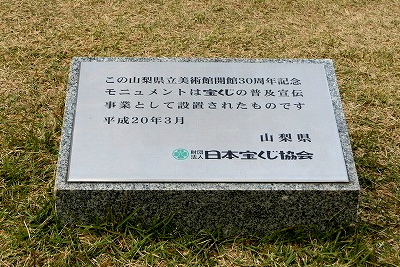 この山梨県立美術館開館30周年記念
モニュメントは宝くじの普及宣伝
事業として設置されたものです
平成20年3月
山梨県
財団法人 日本宝くじ協会